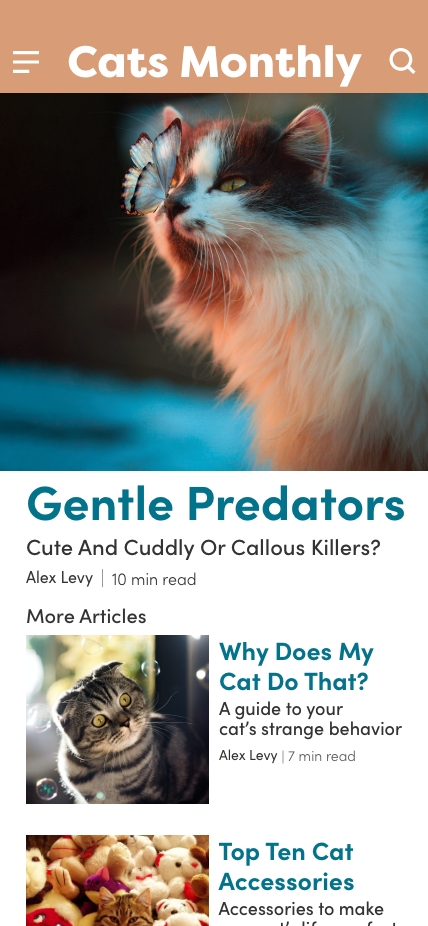 Cats Monthly
Gentle Predators
Cute And Cuddly Or Callous Killers?
Alex Levy | 10 min read
More Articles
Why Does My
Cat Do That?
A guide to your
cat’s strange behavior
Alex Levy | 7 min read
Top Ten Cat
Accessories
Accessories to make